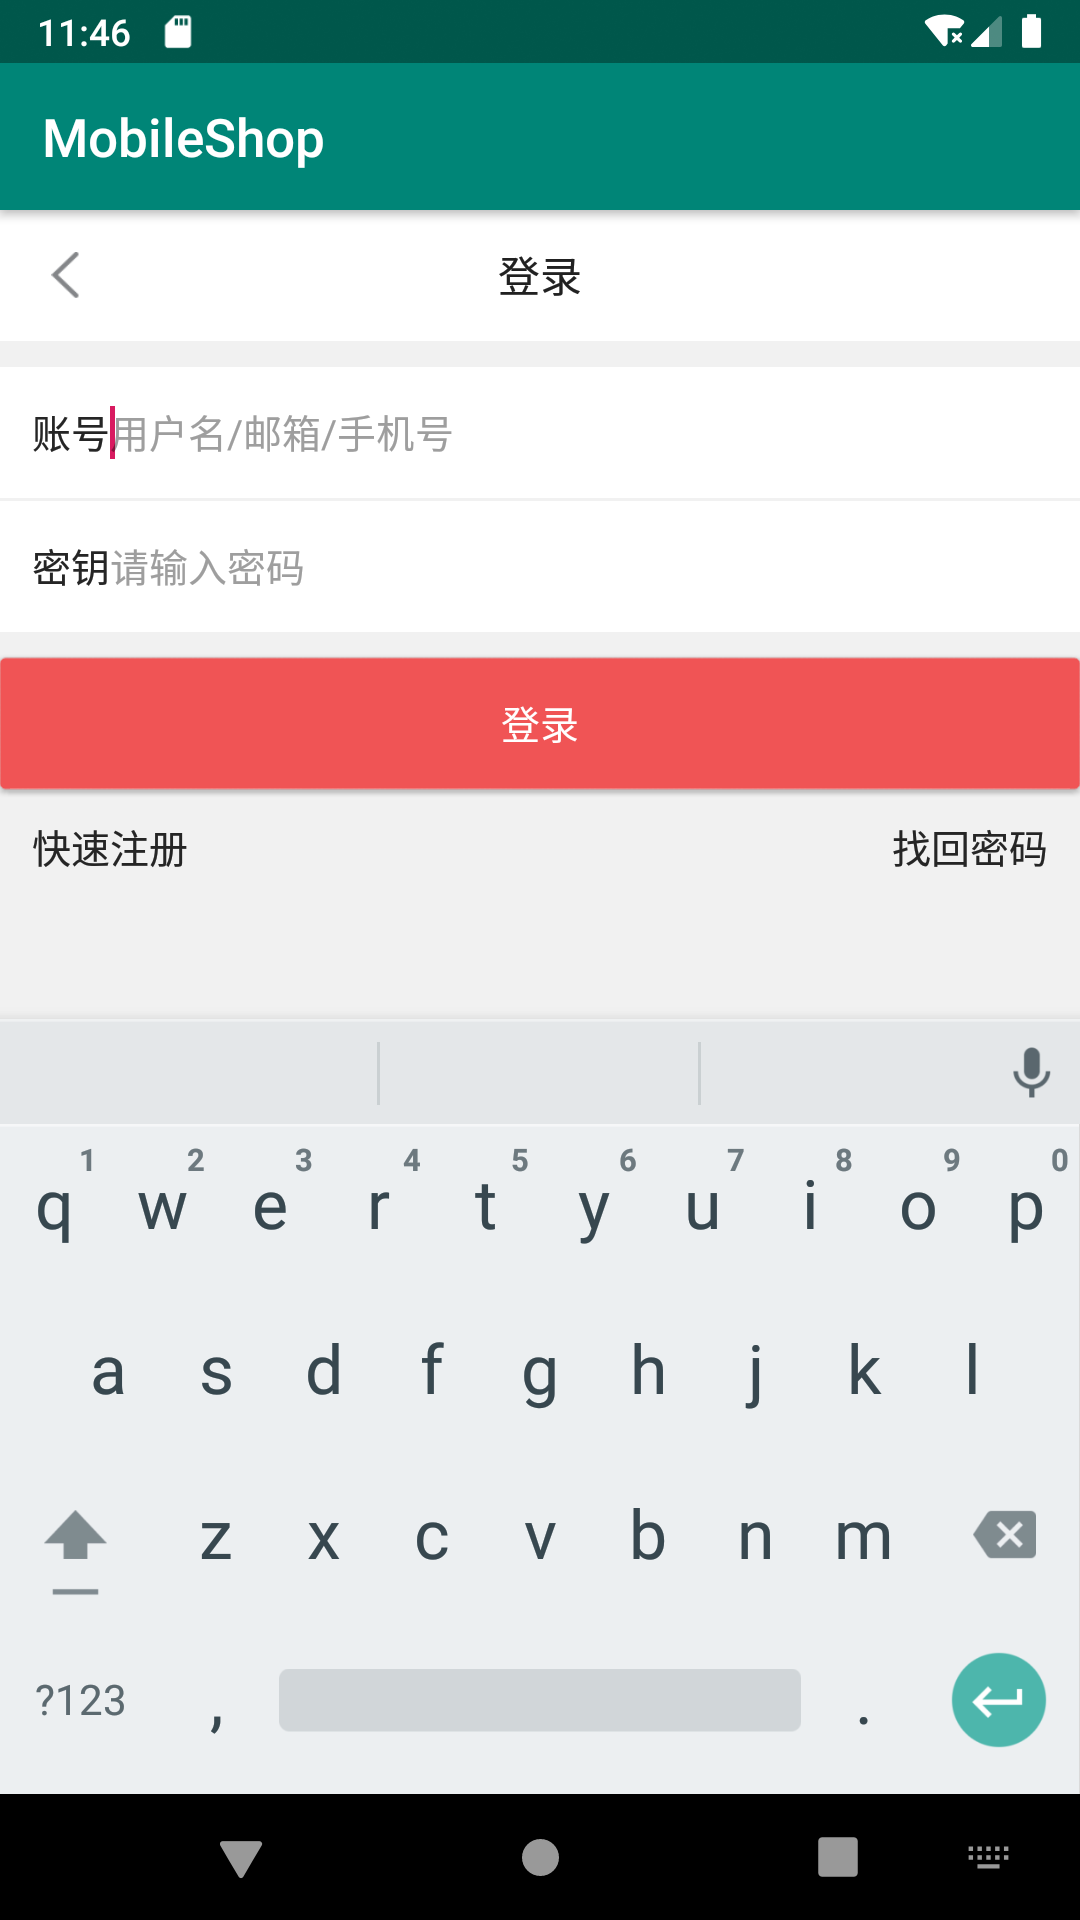 11:46
MobileShop
登录
账号用户名/邮箱/手机号
密钥请输入密码
登录
快速注册 找回密码
1 2 3 4 5 6 7 8 9 0
q w e r t y u i o p
a s d f g h j k l
z x c v b n m
?123 , .